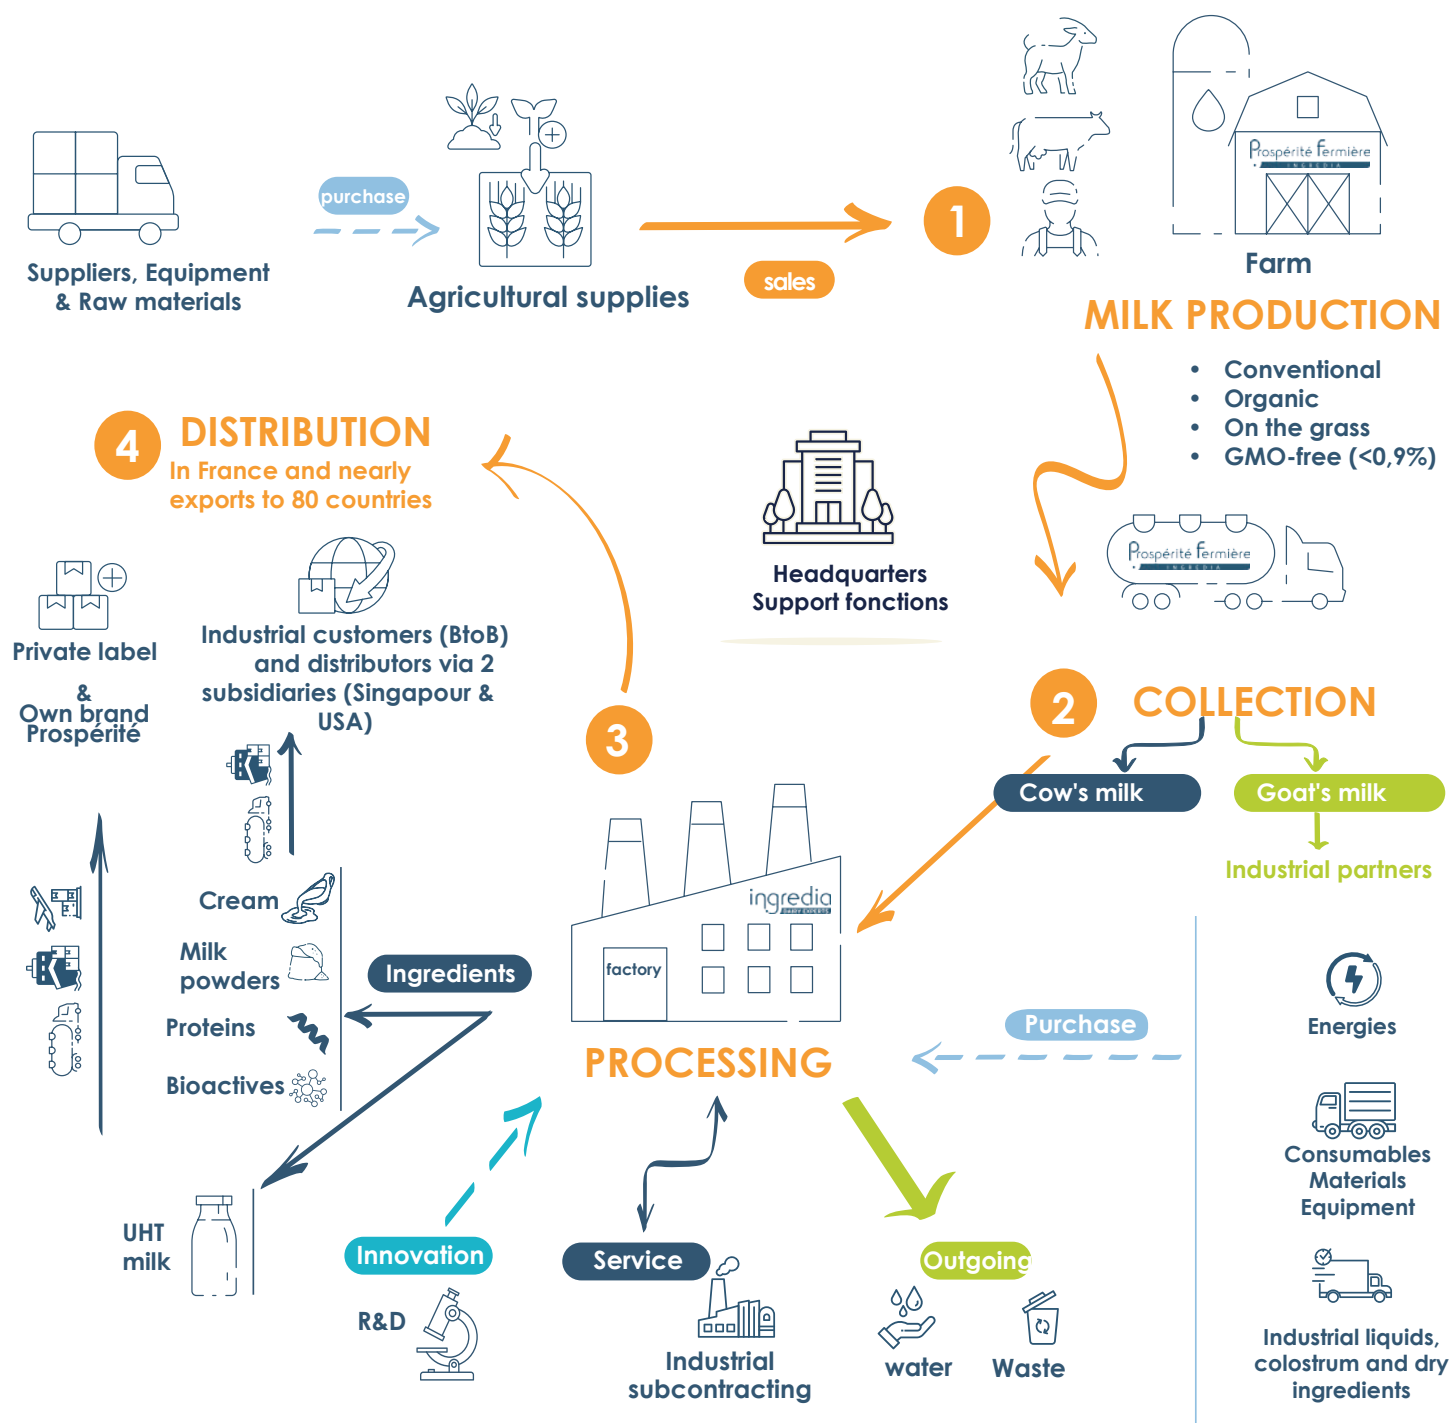 Suppliers, Equipment
& Raw materials
purchase
Agricultural supplies
sales
1
Prospérité Fermière
INGREDIA
Farm
MILK PRODUCTION
• Conventional
• Organic
• On the grass
• GMO-free (<0,9%)
Prospérité Fermière
INGREDIA
4
DISTRIBUTION
In France and nearly
exports to 80 countries
Headquarters
Support fonctions
Private label
&
Own brand
Prospérité
Industrial customers (BtoB)
and distributors via 2
subsidiaries (Singapour &
USA)
2
COLLECTION
Cow's milk
Goat's milk
Industrial partners
3
ingredia
DAIRY EXPERTS
factory
PROCESSING
Cream
Milk
powders
Proteins
Bioactives
Ingredients
UHT
milk
Innovation
R&D
Service
Industrial
subcontracting
Outgoing
water
Waste
Purchase
Energies
Consumables
Materials
Equipment
Industrial liquids,
colostrum and dry
ingredients